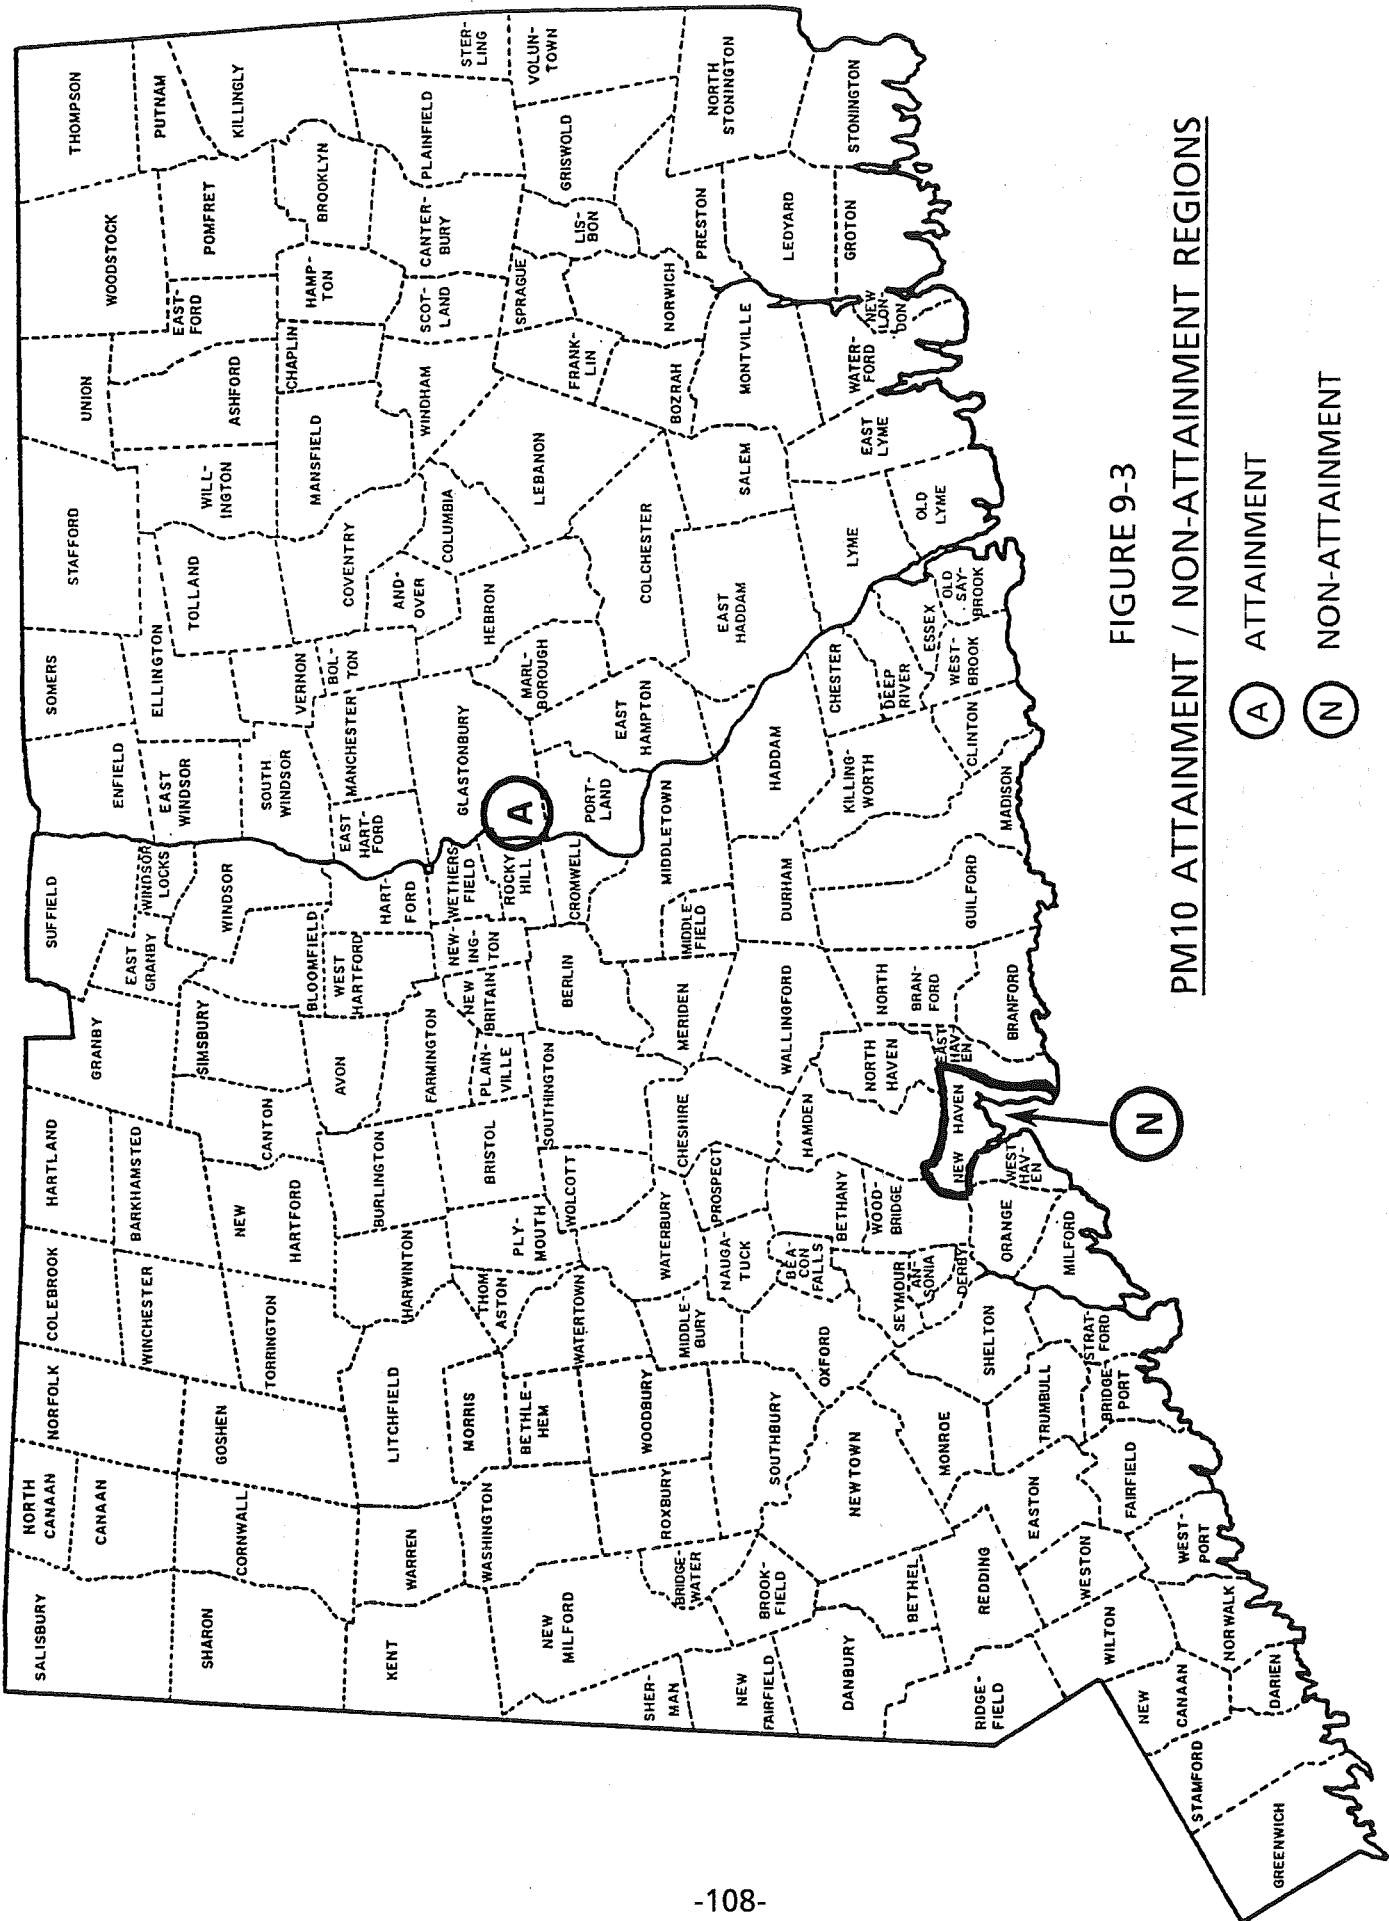 SALISBURY
NORTH
CANAAN
NORFOLK
COLEBROOK
HARTLAND
GRANBY
SUFFIELD
ENFIELD
SOMERS
STAFFORD
UNION
WOODSTOCK
THOMPSON
CANAAN
WINCHESTER
BARKHAMSTED
EAST
GRANBY
WINDSOR
LOCKS
EAST
WINDSOR
ELLINGTON
PUTNAM
SHARON
CORNWALL
GOSHEN
TORRINGTON
NEW
HARTFORD
CANTON
SIMSBURY
WINDSOR
SOUTH
WINDSOR
TOLLAND
WILL-
INGTON
ASHFORD
EAST-
FORD
POMFRET
KILLINGLY
BLOOMFIELD
VERNON
CHAPLIN
HAMP-
TON
BROOKLYN
KENT
WARREN
LITCHFIELD
HARWINTON
BURLINGTON
AVON
WEST
HARTFORD
HART-
FORD
EAST
HART-
FORD
MANCHESTER
BOL-
TON
COVENTRY
MANSFIELD
AND-
OVER
COLUMBIA
WINDHAM
SCOT-
LAND
CANTER-
BURY
PLAINFIELD
STER-
LING
WASHINGTON
MORRIS
THOM-
ASTON
BRISTOL
FARMINGTON
PLAIN-
VILLE
NEW
BRITAIN
NEW-
ING-
TON
WETHERS
FIELD
ROCKY
HILL
GLASTONBURY
A
HEBRON
MARL-
BOROUGH
LEBANON
FRANK-
LIN
SPRAGUE
LIS-
BON
GRISWOLD
VOLUN-
TOWN
NEW
MILFORD
BETHLE-
HEM
WATERTOWN
PLY-
MOUTH
WOLCOTT
SOUTHINGTON
BERLIN
CROMWELL
PORT-
LAND
EAST
HAMPTON
COLCHESTER
BOZRAH
NORWICH
PRESTON
NORTH
STONINGTON
SHER-
MAN
BRIDGE-
WATER
ROXBURY
WOODBURY
MIDDLE-
BURY
WATERBURY
CHESHIRE
MERIDEN
MIDDLE-
FIELD
MIDDLETOWN
NEW
FAIRFIELD
BROOK-
FIELD
SOUTHBURY
NAUGA-
TUCK
PROSPECT
WALLINGFORD
DURHAM
HADDAM
EAST
HADDAM
SALEM
MONTVILLE
LEDYARD
DANBURY
BETHEL
NEWTOWN
OXFORD
BEA-
CON
FALLS
BETHANY
HAMDEN
NORTH
HAVEN
NORTH
BRAN-
FORD
KILLING-
WORTH
CHESTER
DEEP
RIVER
ESSEX
LYME
EAST
LYME
WATER-
FORD
NEW
LON-
DON
GROTON
STONINGTON
RIDGE-
FIELD
REDDING
MONROE
SHELTON
SEYMOUR
AN-
SONIA
DERBY
WOOD-
BRIDGE
NEW HAVEN
EAST
HAV-
EN
BRANFORD
GUILFORD
MADISON
CLINTON
WEST-
BROOK
OLD
SAY-
BROOK
OLD
LYME
WILTON
WESTON
EASTON
TRUMBULL
STRAT-
FORD
BRIDGE-
PORT
FAIRFIELD
WEST-
PORT
ORANGE
MILFORD
WEST
HAV-
EN
N
NEW
CANAAN
NORWALK
DARIEN
STAMFORD
GREENWICH
FIGURE 9-3
PM10 ATTAINMENT / NON-ATTAINMENT REGIONS
A ATTAINMENT
N NON-ATTAINMENT
-108-